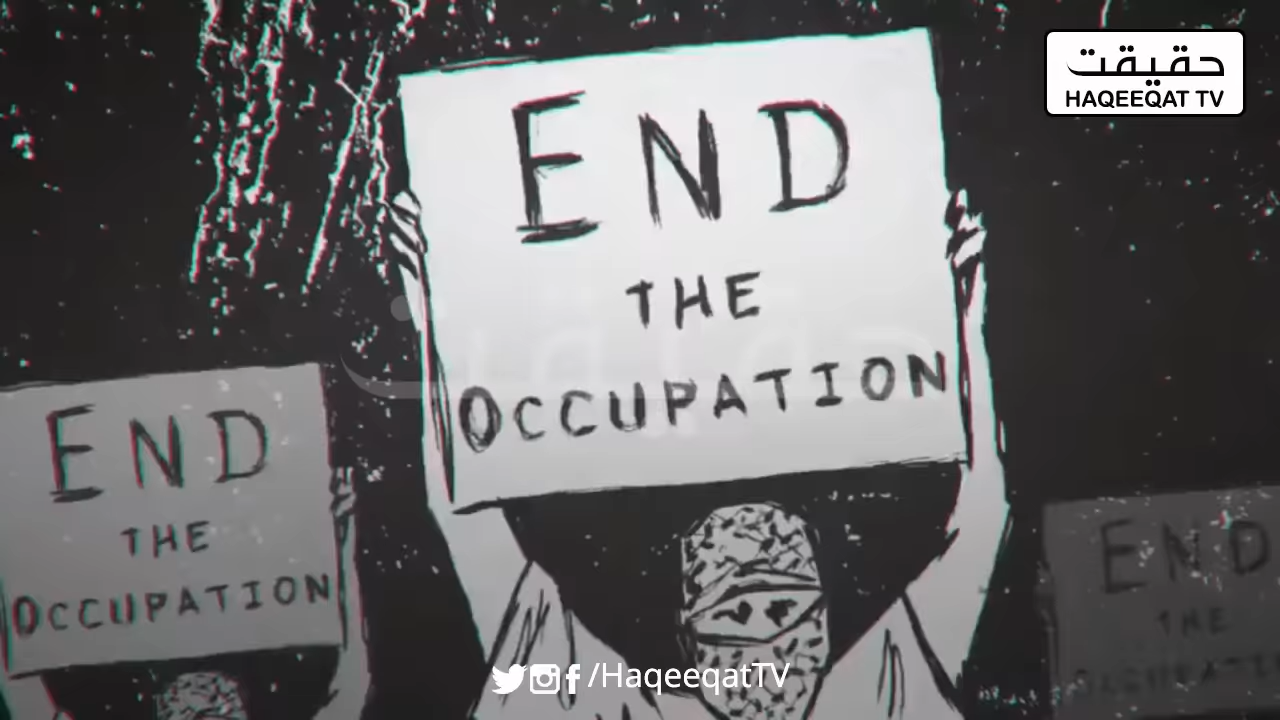 حقيقت
HAQEEQAT TV
END
THE
OCCUPATION
END
THE
OCCUPATION
END
THE
/HaqeeqatTV